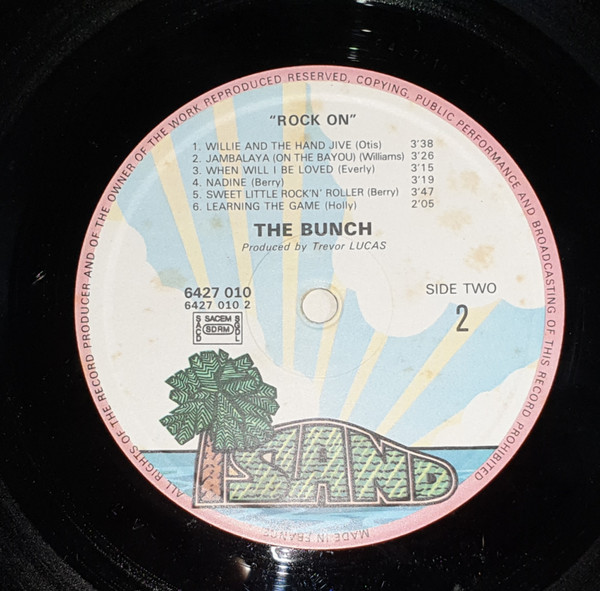 ALL RIGHTS OF THE RECORD PRODUCER AND OF THE OWNER OF THE WORK REPRODUCED RESERVED. COPYING, PUBLIC PERFORMANCE AND BROADCASTING OF THIS RECORD PROHIBITED
"ROCK ON"
1. WILLIE AND THE HAND JIVE (Otis) 3'38
2. JAMBALAYA (ON THE BAYOU) (Williams) 3'26
3. WHEN WILL I BE LOVED (Everly) 3'15
4. NADINE (Berry) 3'19
5. SWEET LITTLE ROCK'N' ROLLER (Berry) 3'47
6. LEARNING THE GAME (Holly) 2'05
THE BUNCH
Produced by Trevor LUCAS
6427 010
6427 010 2
SACD SACEM SDRM SGDL
SIDE TWO
2
ISLAND
MADE IN FRANCE